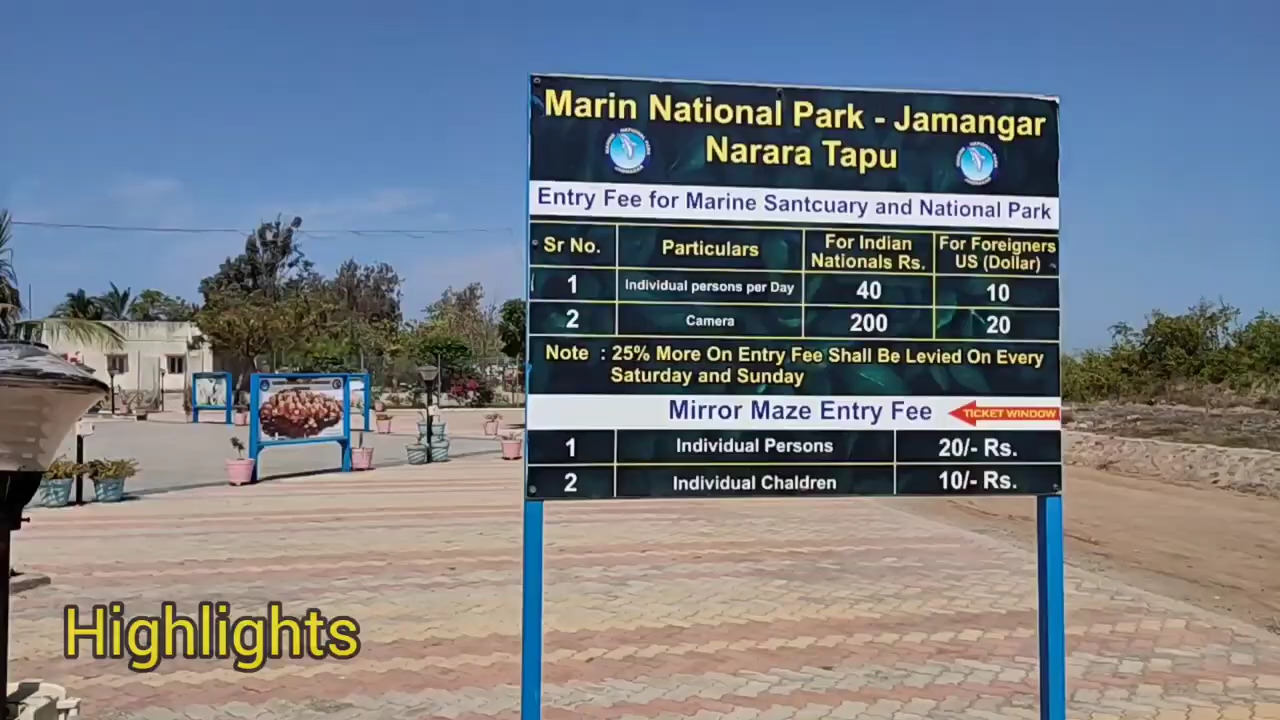 Marin National Park - Jamangar
Narara Tapu
Entry Fee for Marine Santcuary and National Park
Sr No. Particulars For Indian Nationals Rs. For Foreigners US (Dollar)
1 Individual persons per Day 40 10
2 Camera 200 20
Note : 25% More On Entry Fee Shall Be Levied On Every
Saturday and Sunday
Mirror Maze Entry Fee TICKET WINDOW
1 Individual Persons 20/- Rs.
2 Individual Chaldren 10/- Rs.
Highlights